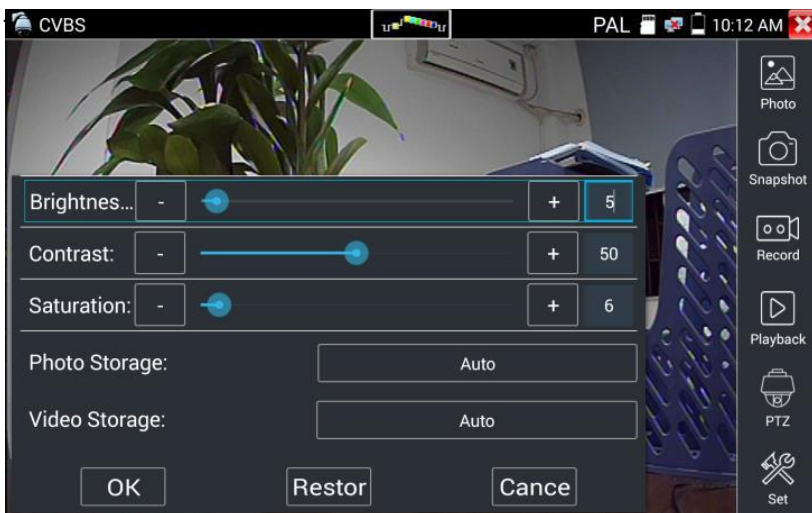 CVBS PAL 10:12 AM
Photo
Snapshot
Record
Playback
PTZ
Set
Brightnes... - + 5
Contrast: - + 50
Saturation: - + 6
Photo Storage: Auto
Video Storage: Auto
OK Restor Cance